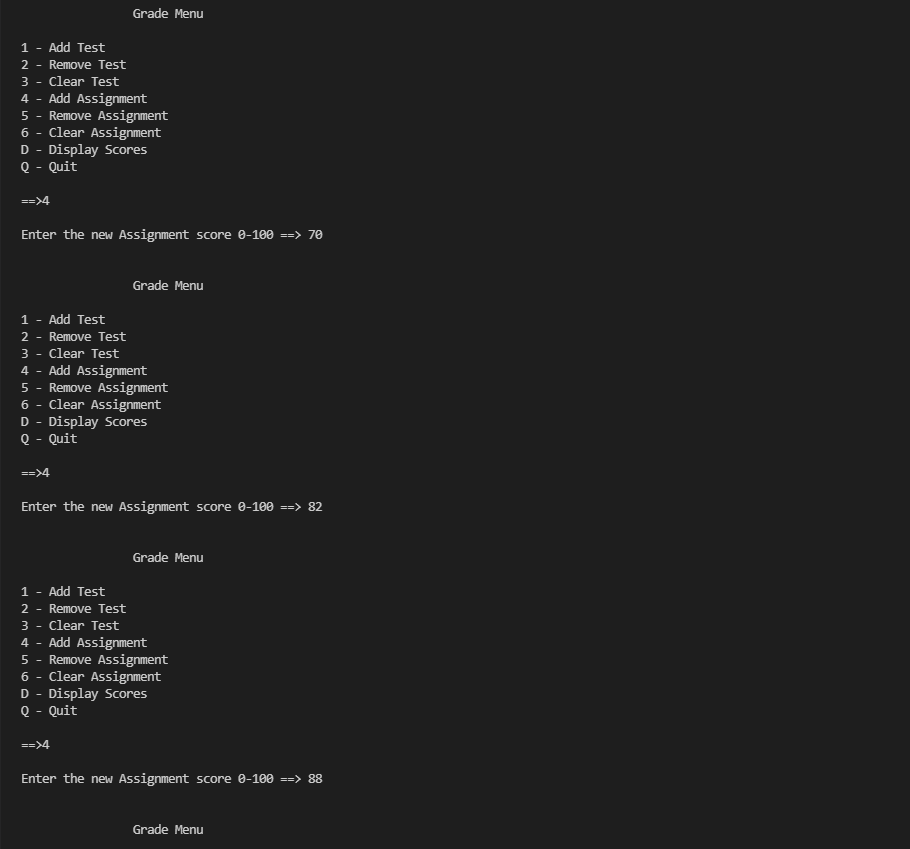 Grade Menu
1 - Add Test
2 - Remove Test
3 - Clear Test
4 - Add Assignment
5 - Remove Assignment
6 - Clear Assignment
D - Display Scores
Q - Quit
==>4
Enter the new Assignment score 0-100 ==> 70
Grade Menu
1 - Add Test
2 - Remove Test
3 - Clear Test
4 - Add Assignment
5 - Remove Assignment
6 - Clear Assignment
D - Display Scores
Q - Quit
==>4
Enter the new Assignment score 0-100 ==> 82
Grade Menu
1 - Add Test
2 - Remove Test
3 - Clear Test
4 - Add Assignment
5 - Remove Assignment
6 - Clear Assignment
D - Display Scores
Q - Quit
==>4
Enter the new Assignment score 0-100 ==> 88
Grade Menu